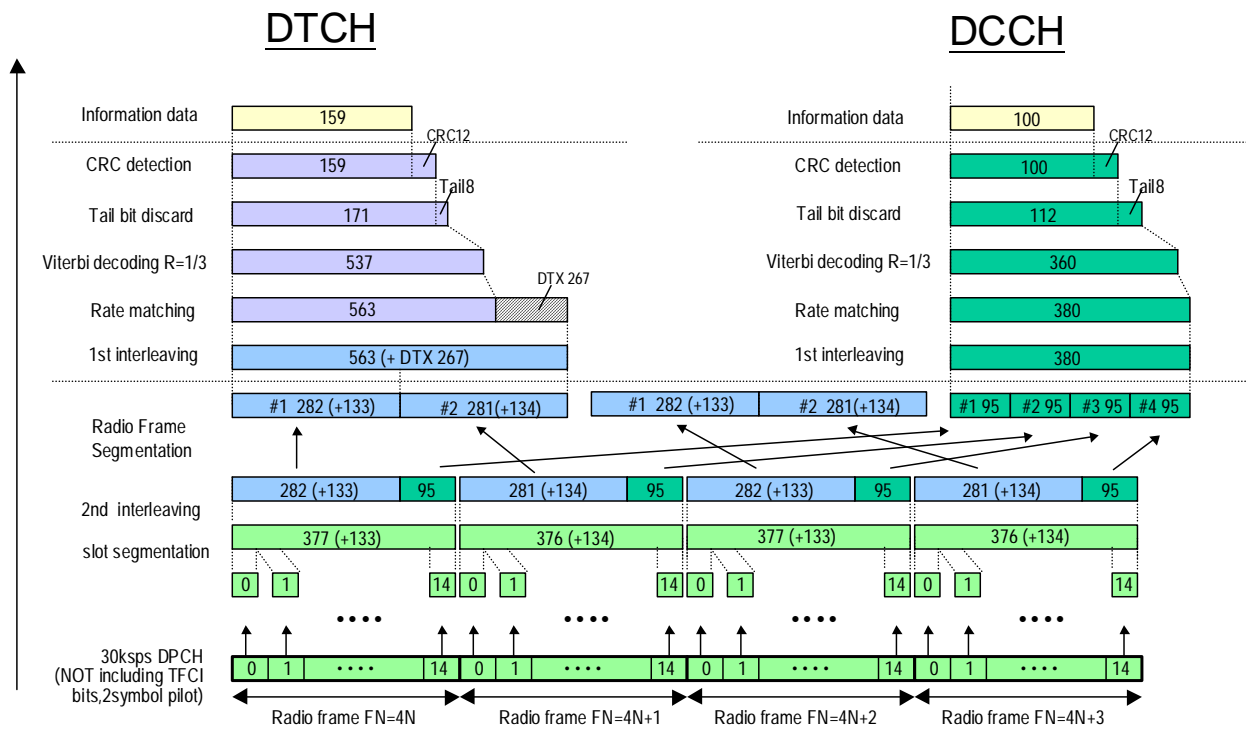 DTCH
DCCH
Information data
159
Information data
100
CRC12
CRC12
CRC detection
159
CRC detection
100
Tail8
Tail8
Tail bit discard
171
Tail bit discard
112
Viterbi decoding R=1/3
537
Viterbi decoding R=1/3
360
DTX 267
Rate matching
563
Rate matching
380
1st interleaving
563 (+ DTX 267)
1st interleaving
380
#1 282 (+133)
#2 281(+134)
#1 282 (+133)
#2 281(+134)
#1 95
#2 95
#3 95
#4 95
Radio Frame
Segmentation
282 (+133)
95
281 (+134)
95
282 (+133)
95
281 (+134)
95
2nd interleaving
377 (+133)
376 (+134)
377 (+133)
376 (+134)
slot segmentation
0 1 14 0 1 14 0 1 14 0 1 14
•••• •••• •••• ••••
30ksps DPCH
(NOT including TFCI
bits,2symbol pilot)
0 1 •••• 14 0 1 •••• 14 0 1 •••• 14 0 1 •••• 14
Radio frame FN=4N
Radio frame FN=4N+1
Radio frame FN=4N+2
Radio frame FN=4N+3